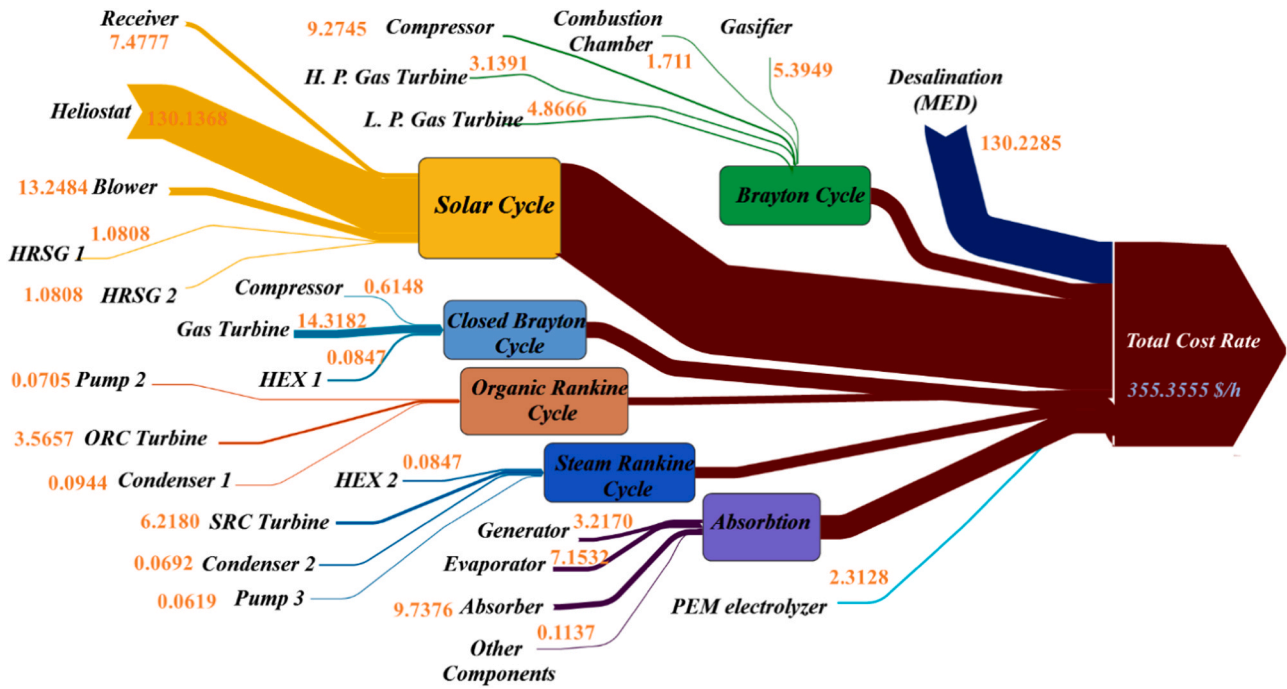 Receiver
7.4777
Heliostat
130.1368
13.2484 Blower
1.0808
HRSG 1
1.0808
HRSG 2
Solar Cycle
9.2745
Compressor
Combustion
Chamber
1.711
Gasifier
5.3949
H. P. Gas Turbine
3.1391
L. P. Gas Turbine
4.8666
Brayton Cycle
Desalination
(MED)
130.2285
Compressor
0.6148
Gas Turbine
14.3182
0.0847
HEX 1
Closed Brayton
Cycle
0.0705 Pump 2
3.5657 ORC Turbine
0.0944 Condenser 1
Organic Rankine
Cycle
HEX 2
0.0847
6.2180 SRC Turbine
0.0692 Condenser 2
0.0619 Pump 3
Steam Rankine
Cycle
Generator
3.2170
Evaporator
7.1532
9.7376 Absorber
0.1137
Other
Components
Absorbtion
2.3128
PEM electrolyzer
Total Cost Rate
355.3555 $/h